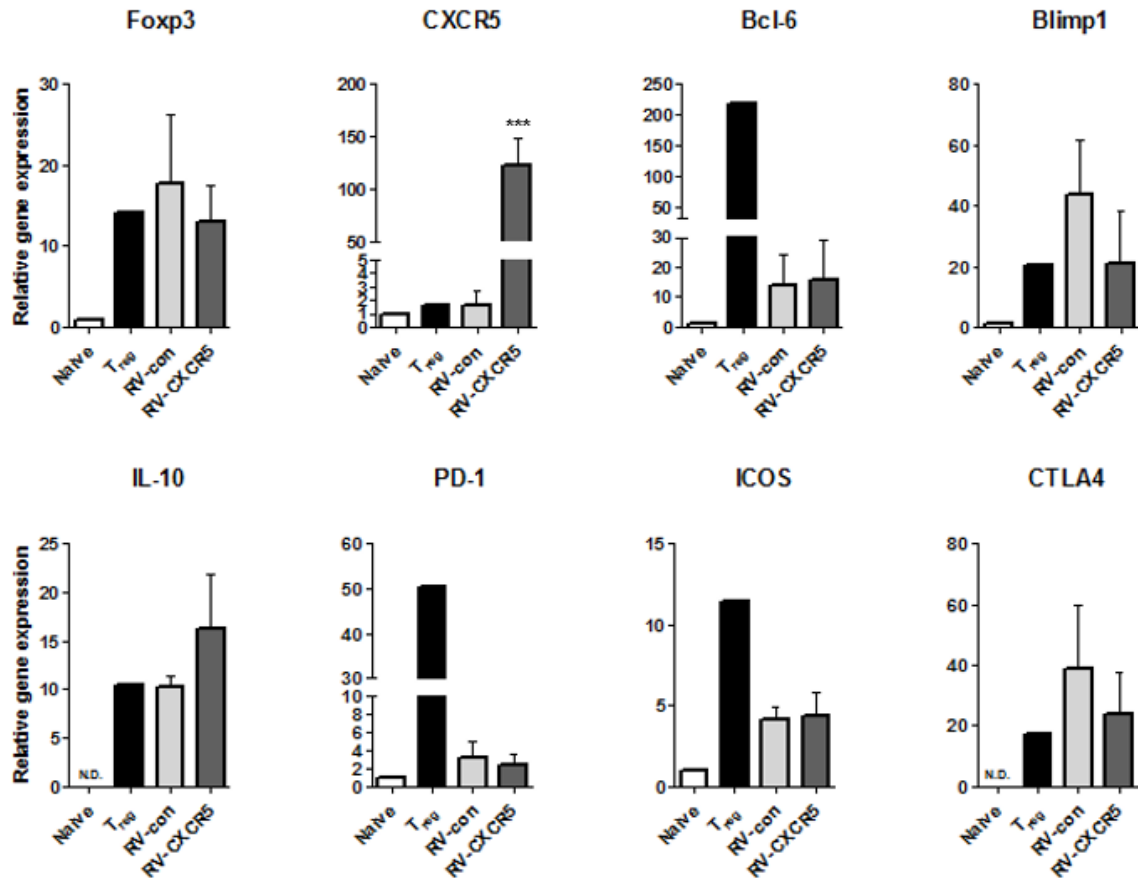 Foxp3
CXCR5
Bcl-6
Blimp1
Relative gene expression
30
20
10
0
Naive
Treg
RV-con
RV-CXCR5
200
150
100
50
5
4
3
2
1
0
***
Naive
Treg
RV-con
RV-CXCR5
250
200
150
100
50
30
20
10
0
Naive
Treg
RV-con
RV-CXCR5
80
60
40
20
0
Naive
Treg
RV-con
RV-CXCR5
IL-10
PD-1
ICOS
CTLA4
Relative gene expression
25
20
15
10
5
0
N.D.
Naive
Treg
RV-con
RV-CXCR5
60
50
40
30
10
8
6
4
2
0
Naive
Treg
RV-con
RV-CXCR5
15
10
5
0
Naive
Treg
RV-con
RV-CXCR5
80
60
40
20
0
N.D.
Naive
Treg
RV-con
RV-CXCR5